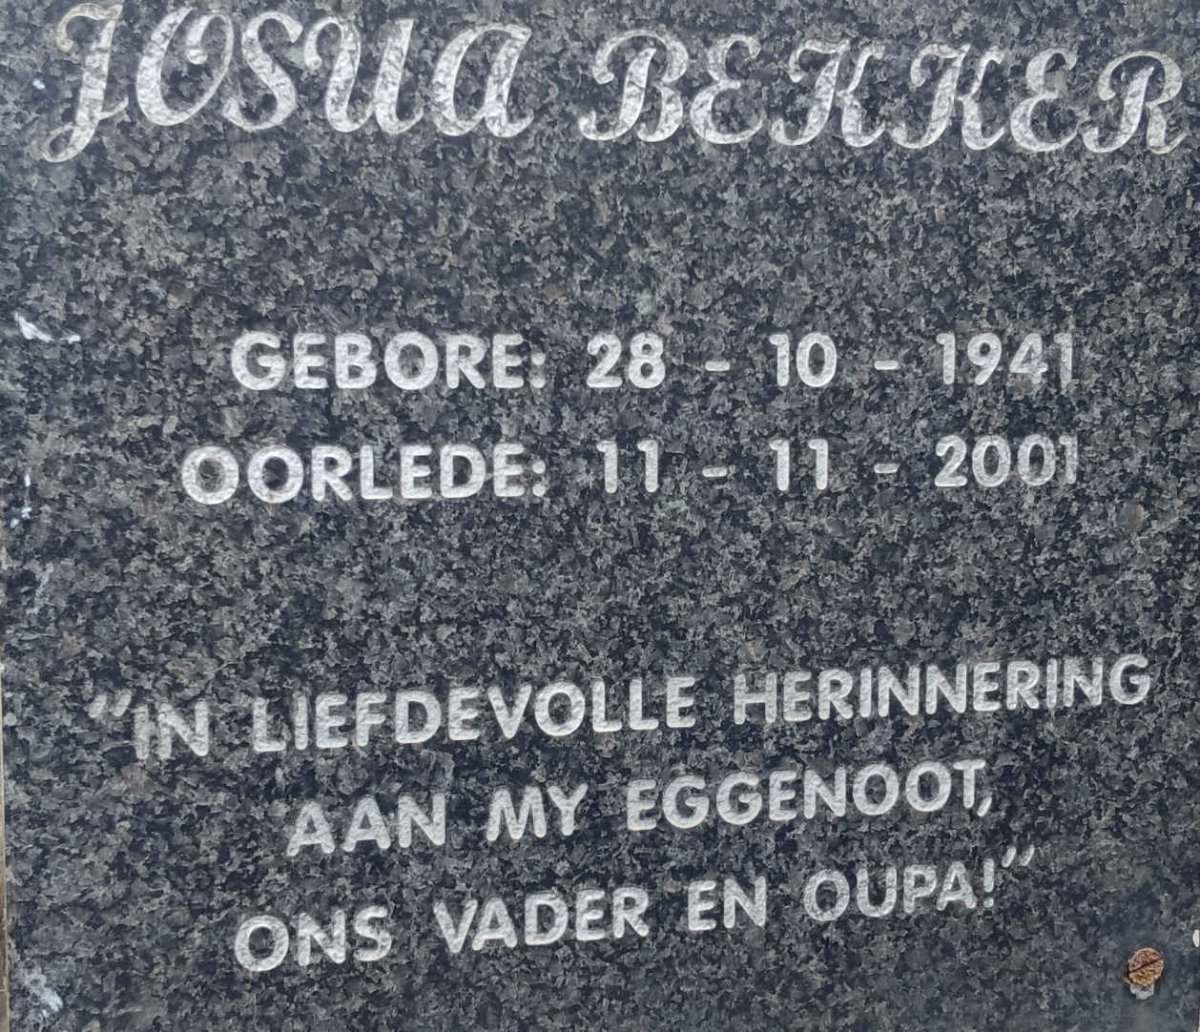 JOSUA BEKKER
GEBORE: 28 - 10 - 1941
OORLEDE: 11 - 11 - 2001
"IN LIEFDEVOLLE HERINNERING
AAN MY EGGENOOT,
ONS VADER EN OUPA!"